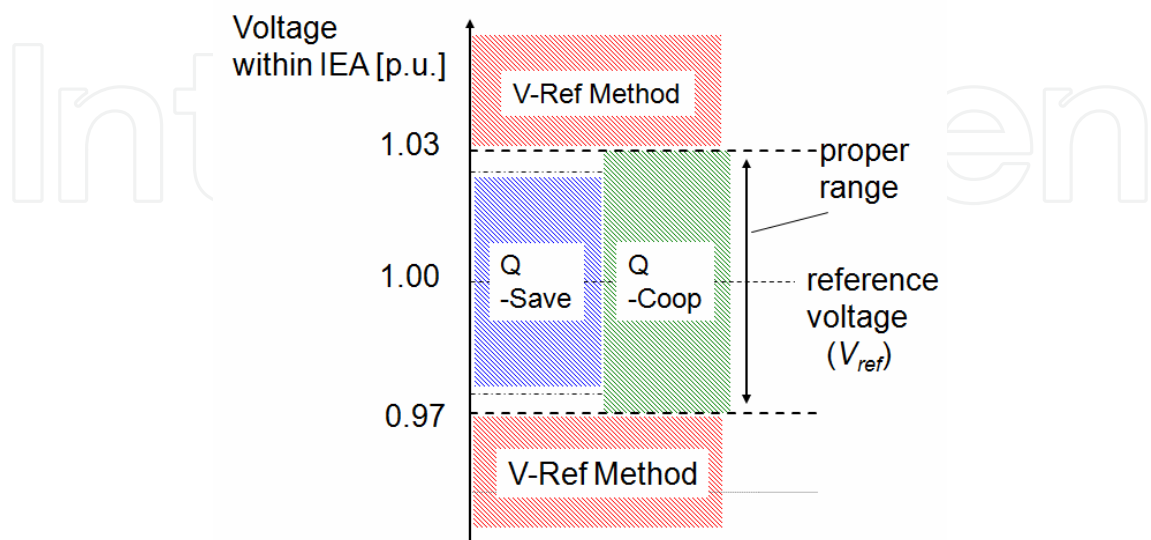 Voltage
within IEA [p.u.]
V-Ref Method
1.03
proper
range
1.00
Q
-Save
Q
-Coop
reference
voltage
(Vref)
0.97
V-Ref Method